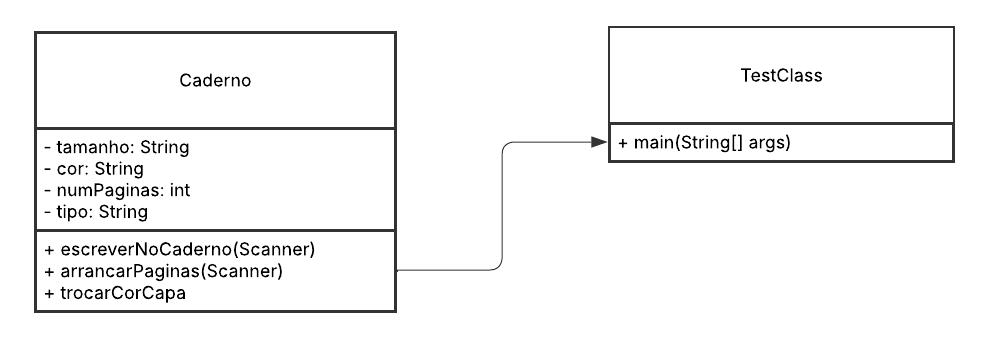 Caderno
- tamanho: String
- cor: String
- numPaginas: int
- tipo: String
+ escreverNoCaderno(Scanner)
+ arrancarPaginas(Scanner)
+ trocarCorCapa
TestClass
+ main(String[] args)